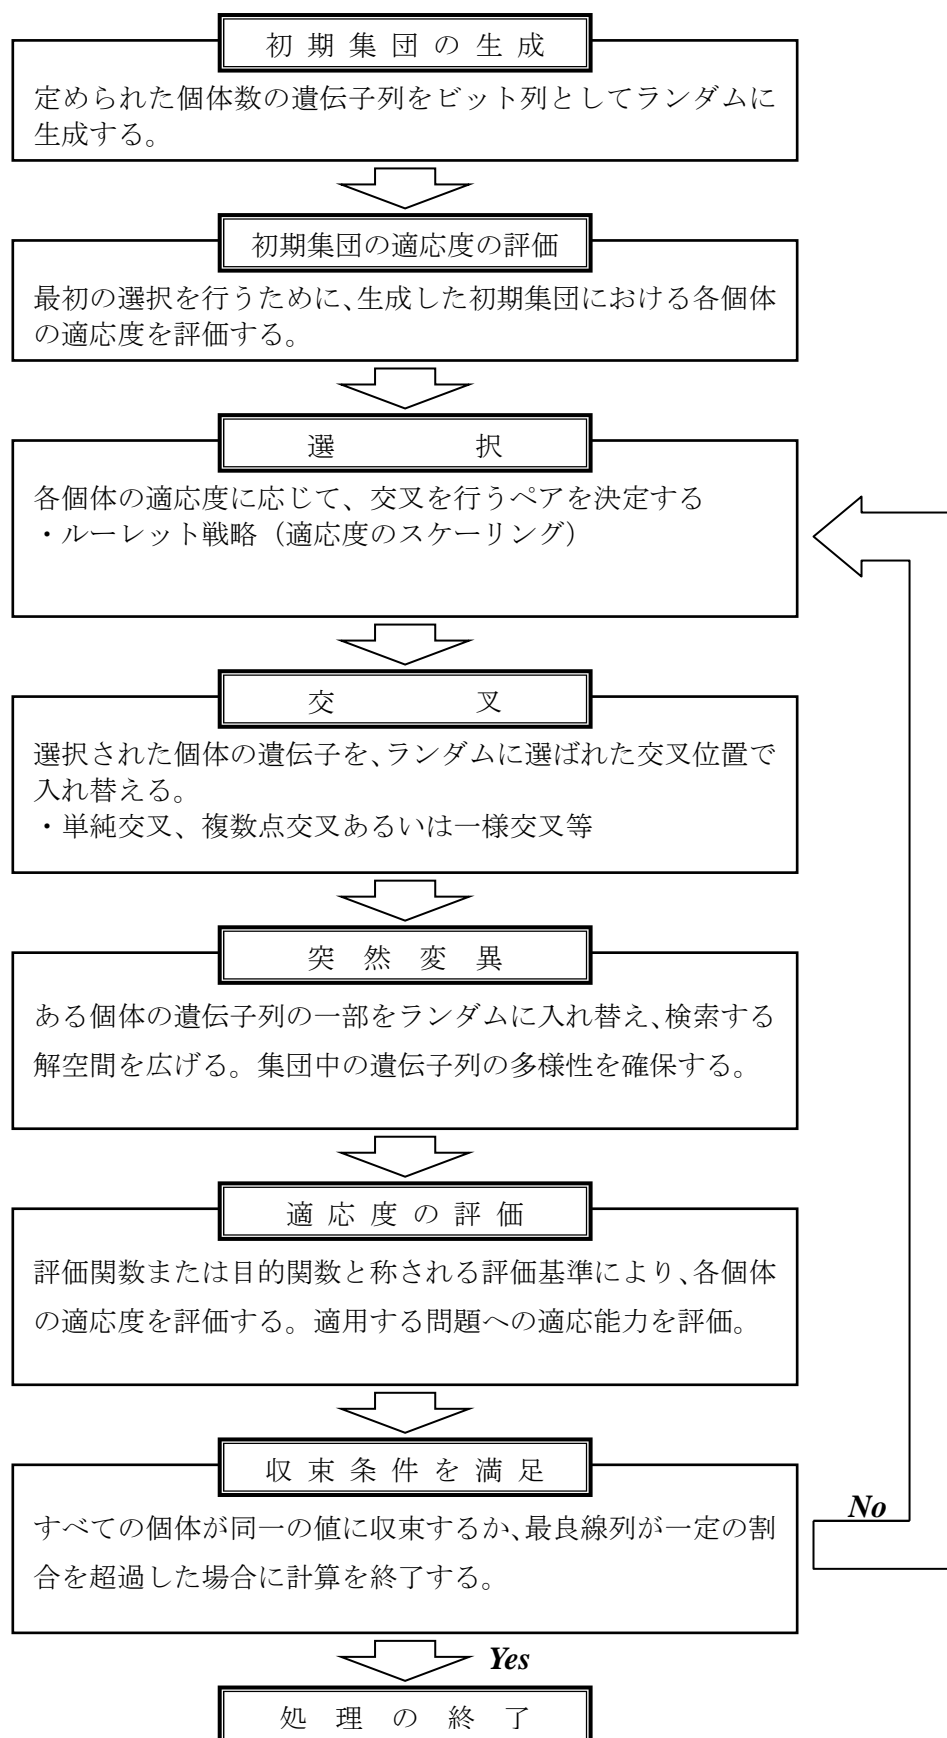 初期集団の生成
定められた個体数の遺伝子列をビット列としてランダムに
生成する。
初期集団の適応度の評価
最初の選択を行うために、生成した初期集団における各個体
の適応度を評価する。
選択
各個体の適応度に応じて、交叉を行うペアを決定する
・ルーレット戦略（適応度のスケーリング）
交叉
選択された個体の遺伝子を、ランダムに選ばれた交叉位置で
入れ替える。
・単純交叉、複数点交叉あるいは一様交叉等
突然変異
ある個体の遺伝子列の一部をランダムに入れ替え、検索する
解空間を広げる。集団中の遺伝子列の多様性を確保する。
適応度の評価
評価関数または目的関数と称される評価基準により、各個体
の適応度を評価する。適用する問題への適応能力を評価。
収束条件を満足
No
すべての個体が同一の値に収束するか、最良線列が一定の割
合を超過した場合に計算を終了する。
Yes
処理の終了